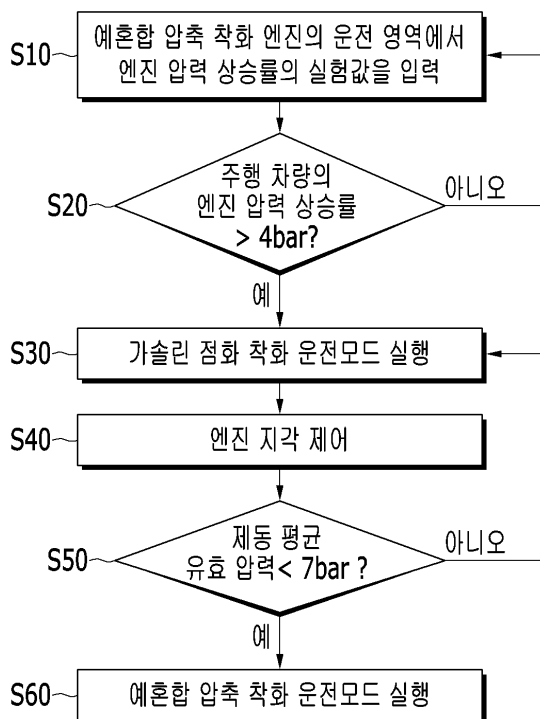 S10
예혼합 압축 착화 엔진의 운전 영역에서
엔진 압력 상승률의 실험값을 입력
S20
주행 차량의
엔진 압력 상승률
> 4bar?
아니오
예
S30
가솔린 점화 착화 운전모드 실행
S40
엔진 지각 제어
S50
제동 평균
유효 압력< 7bar ?
아니오
예
S60
예혼합 압축 착화 운전모드 실행